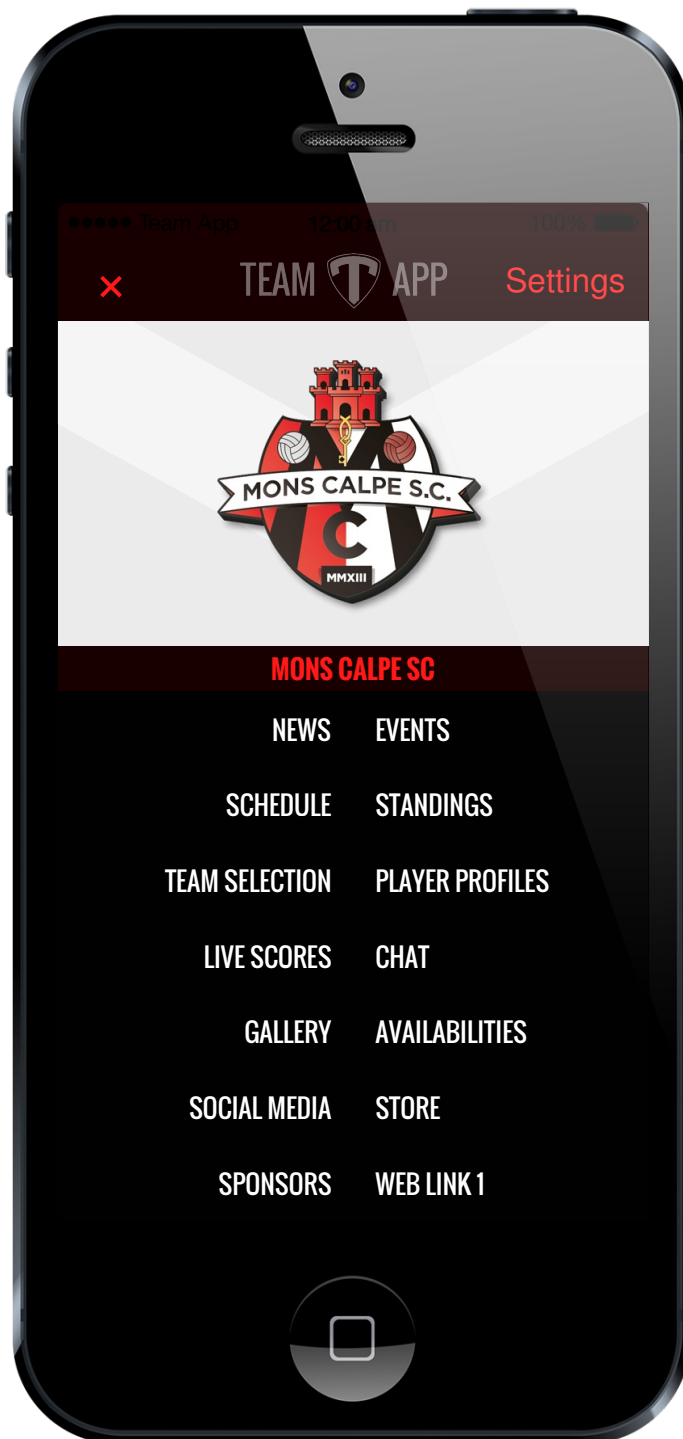 Team App 12:00 am 100%
× TEAM T APP Settings
MONS CALPE S.C.
C
MMXIII
MONS CALPE SC
NEWS EVENTS
SCHEDULE STANDINGS
TEAM SELECTION PLAYER PROFILES
LIVE SCORES CHAT
GALLERY AVAILABILITIES
SOCIAL MEDIA STORE
SPONSORS WEB LINK 1